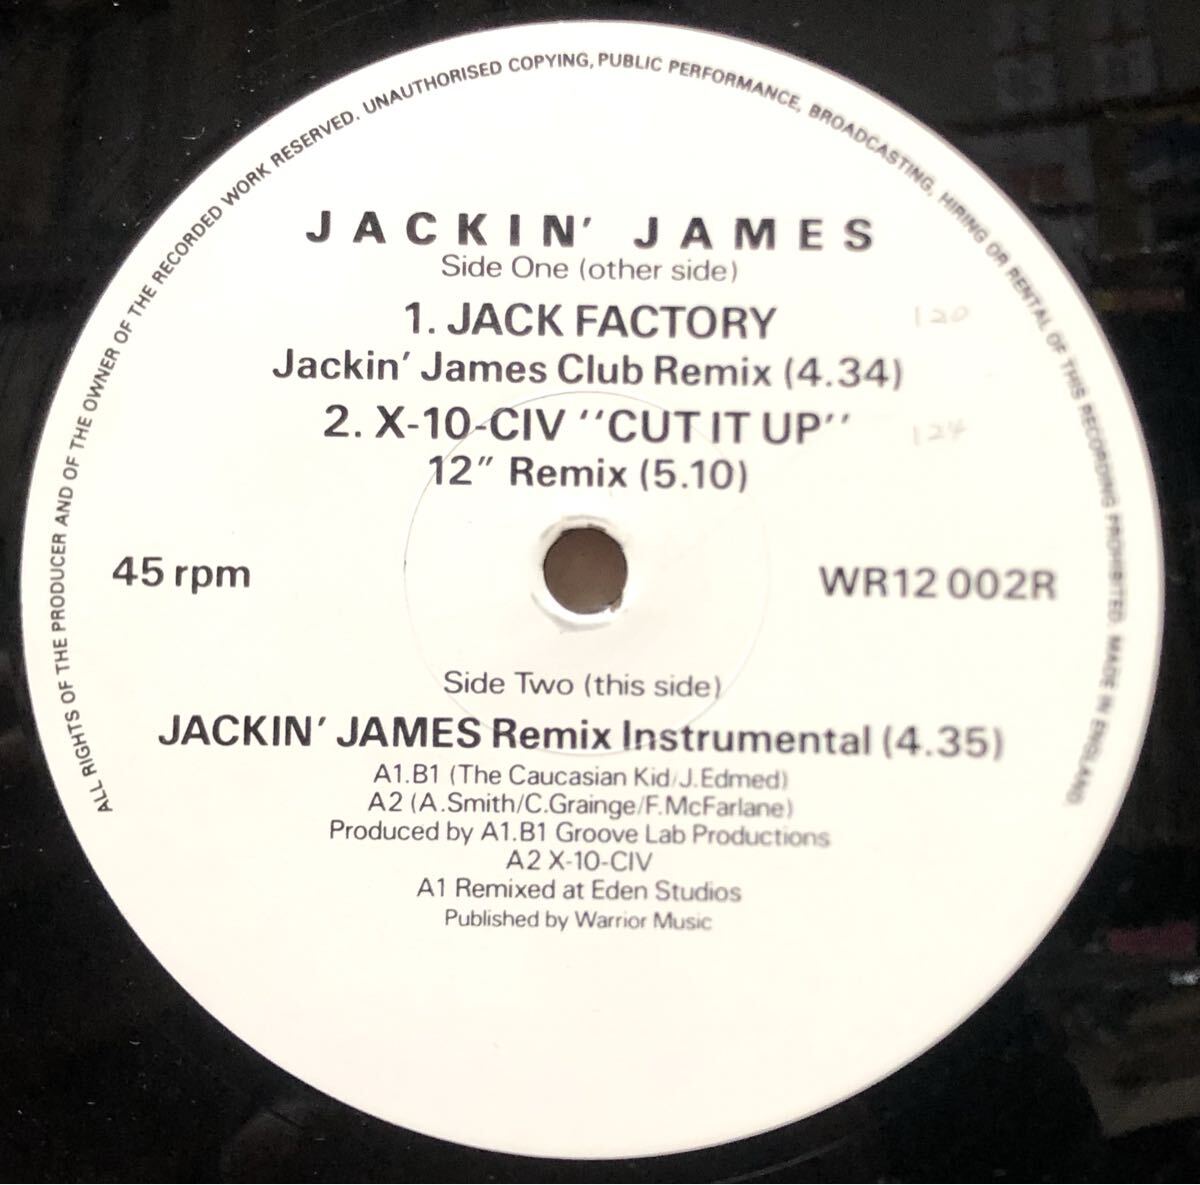 ALL RIGHTS OF THE PRODUCER AND OF THE OWNER OF THE RECORDED WORK RESERVED. UNAUTHORISED COPYING, PUBLIC PERFORMANCE, BROADCASTING, HIRING OR RENTAL OF THIS RECORDING PROHIBITED. MADE IN ENGLAND.
JACKIN' JAMES
Side One (other side)
1. JACK FACTORY 120
Jackin' James Club Remix (4.34)
2. X-10-CIV ''CUT IT UP'' 124
12" Remix (5.10)
45 rpm
WR12 002R
Side Two (this side)
JACKIN' JAMES Remix Instrumental (4.35)
A1.B1 (The Caucasian Kid/J.Edmed)
A2 (A.Smith/C.Grainge/F.McFarlane)
Produced by A1.B1 Groove Lab Productions
A2 X-10-CIV
A1 Remixed at Eden Studios
Published by Warrior Music